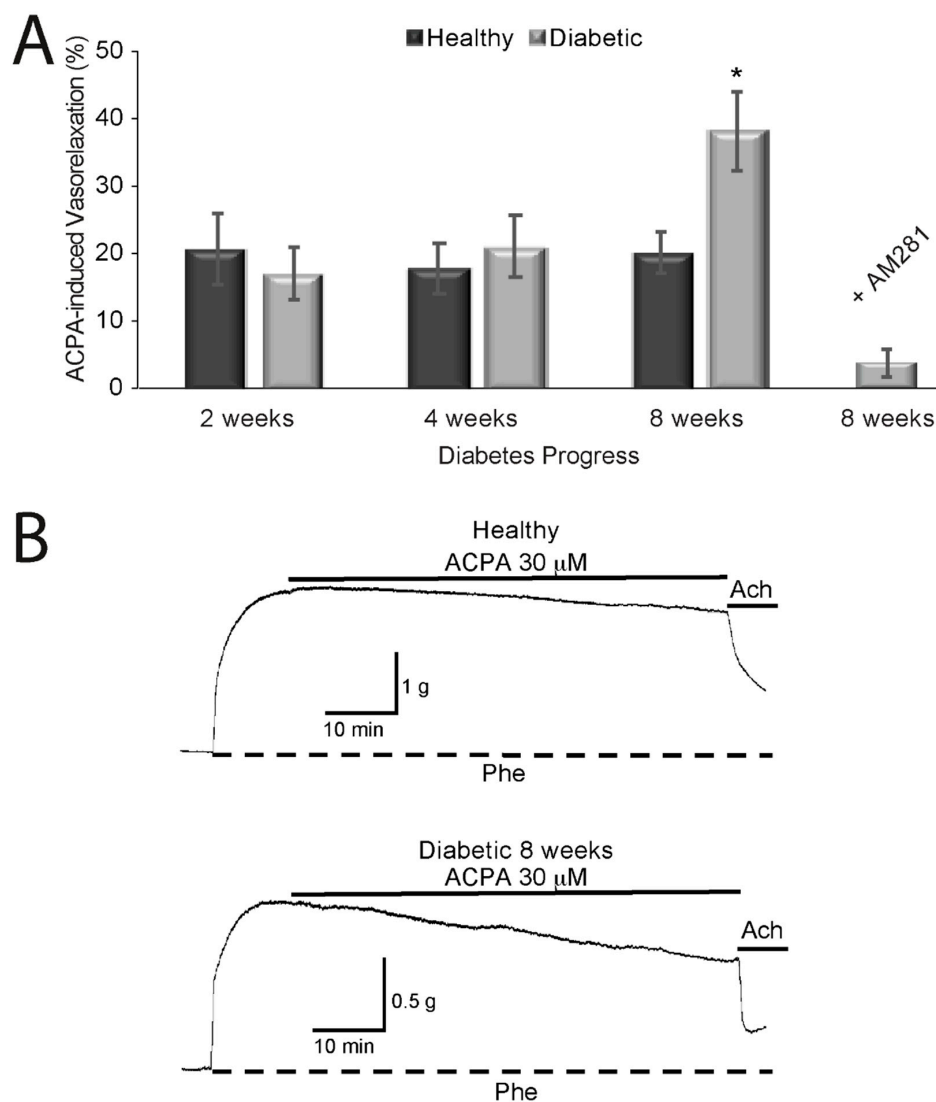 A
Healthy Diabetic
ACPA-induced Vasorelaxation (%)
50
40
30
20
10
0
*
+ AM281
2 weeks 4 weeks 8 weeks 8 weeks
Diabetes Progress
B
Healthy
ACPA 30 μM
Ach
1 g
10 min
Phe
Diabetic 8 weeks
ACPA 30 μM
Ach
0.5 g
10 min
Phe